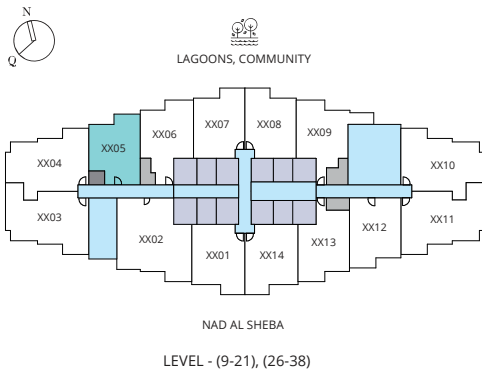 N
Q
LAGOONS, COMMUNITY
XX04
XX05
XX06
XX07
XX08
XX09
XX10
XX03
XX02
XX01
XX14
XX13
XX12
XX11
NAD AL SHEBA
LEVEL - (9-21), (26-38)